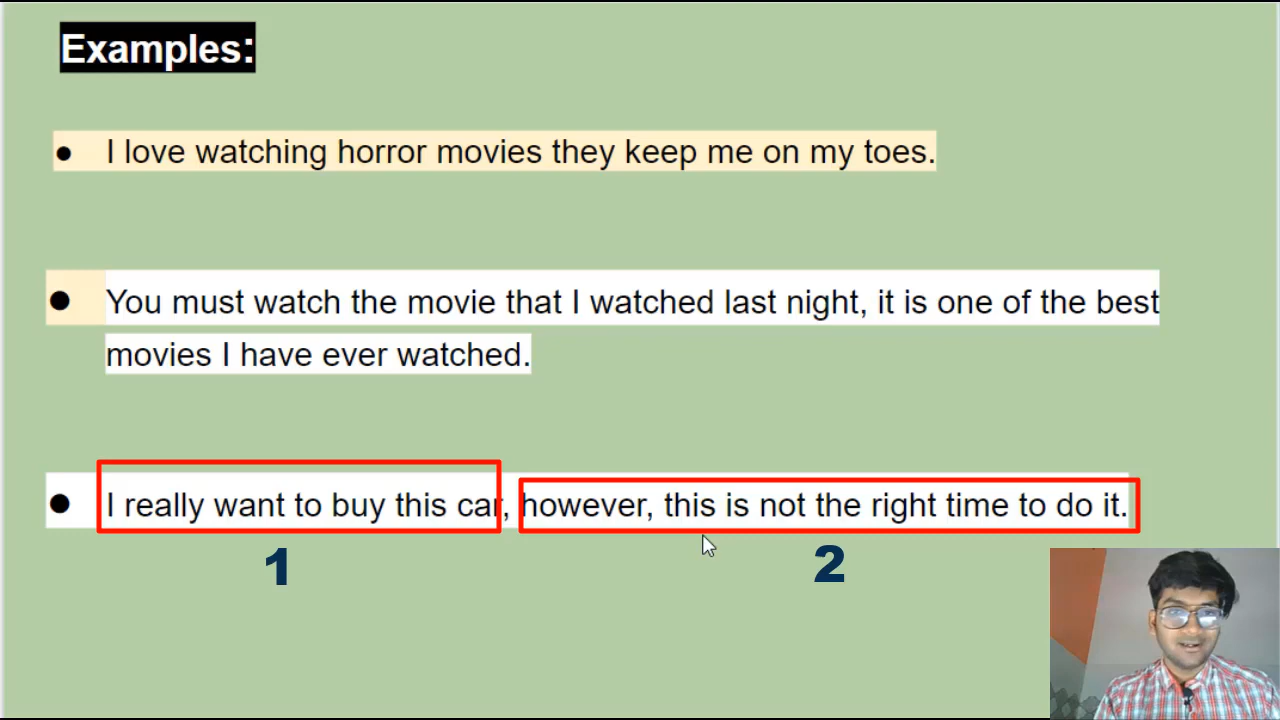 Examples:
● I love watching horror movies they keep me on my toes.
● You must watch the movie that I watched last night, it is one of the best
movies I have ever watched.
● I really want to buy this car, however, this is not the right time to do it.
1 2